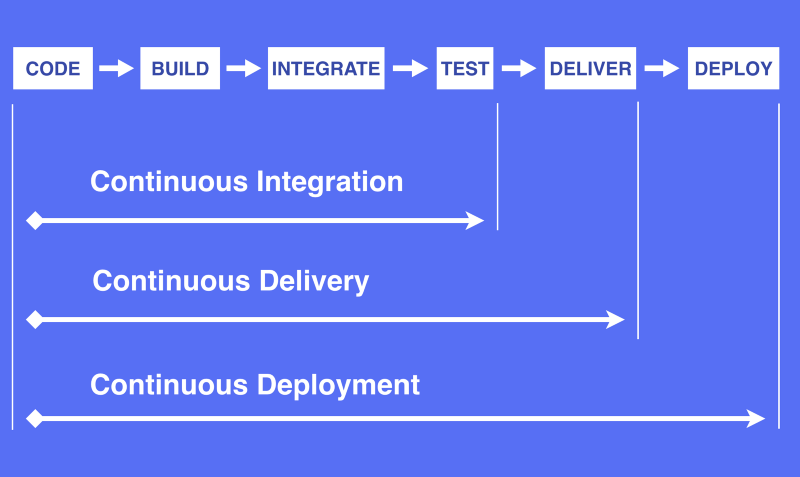 CODE BUILD INTEGRATE TEST DELIVER DEPLOY
Continuous Integration
Continuous Delivery
Continuous Deployment